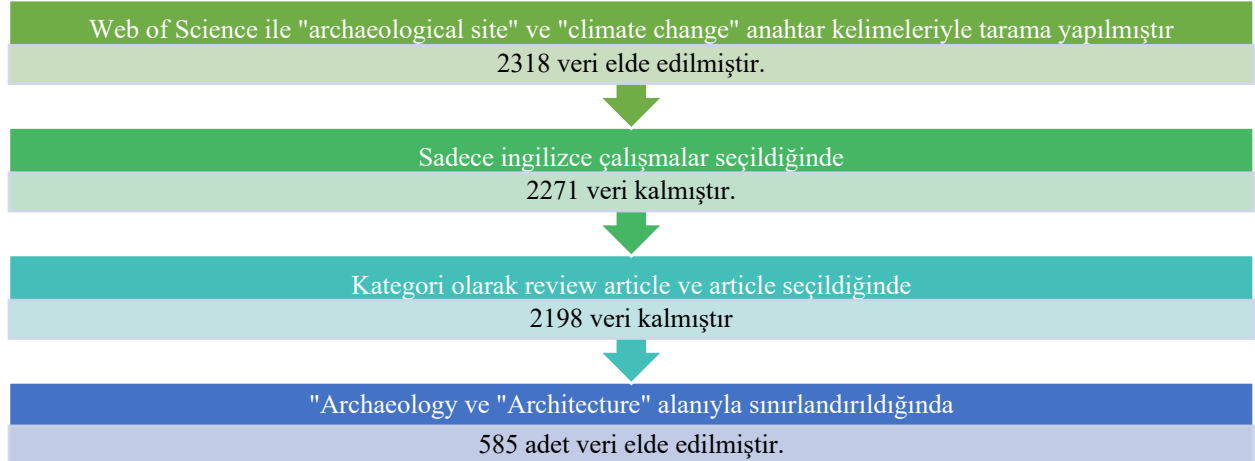 Web of Science ile "archaeological site" ve "climate change" anahtar kelimeleriyle tarama yapılmıştır
2318 veri elde edilmiştir.
Sadece ingilizce çalışmalar seçildiğinde
2271 veri kalmıştır.
Kategori olarak review article ve article seçildiğinde
2198 veri kalmıştır
"Archaeology ve "Architecture" alanıyla sınırlandırıldığında
585 adet veri elde edilmiştir.